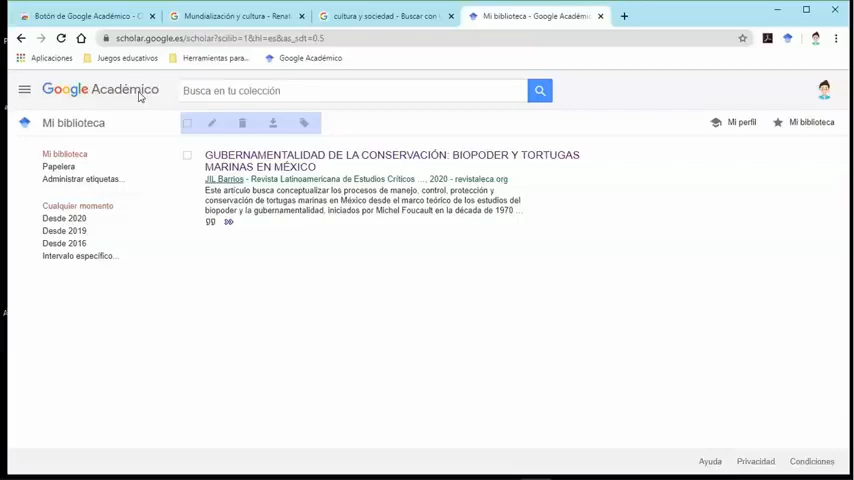 Botón de Google Académico - C
Mundialización y cultura - Renat
cultura y sociedad - Buscar con
Mi biblioteca - Google Académi
scholar.google.es/scholar?scilib=1&hl=es&as_sdt=0.5
Aplicaciones
Juegos educativos
Herramientas para...
Google Académico
Google Académico
Busca en tu colección
Mi biblioteca
Mi perfil
Mi biblioteca
Mi biblioteca
Papelera
Administrar etiquetas...
Cualquier momento
Desde 2020
Desde 2019
Desde 2016
Intervalo específico...
GUBERNAMENTALIDAD DE LA CONSERVACIÓN: BIOPODER Y TORTUGAS
MARINAS EN MÉXICO
JIL Barrios - Revista Latinoamericana de Estudios Críticos ..., 2020 - revistaleca.org
Este artículo busca conceptualizar los procesos de manejo, control, protección y
conservación de tortugas marinas en México desde el marco teórico de los estudios del
biopoder y la gubernamentalidad, iniciados por Michel Foucault en la década de 1970 ...
Ayuda
Privacidad
Condiciones